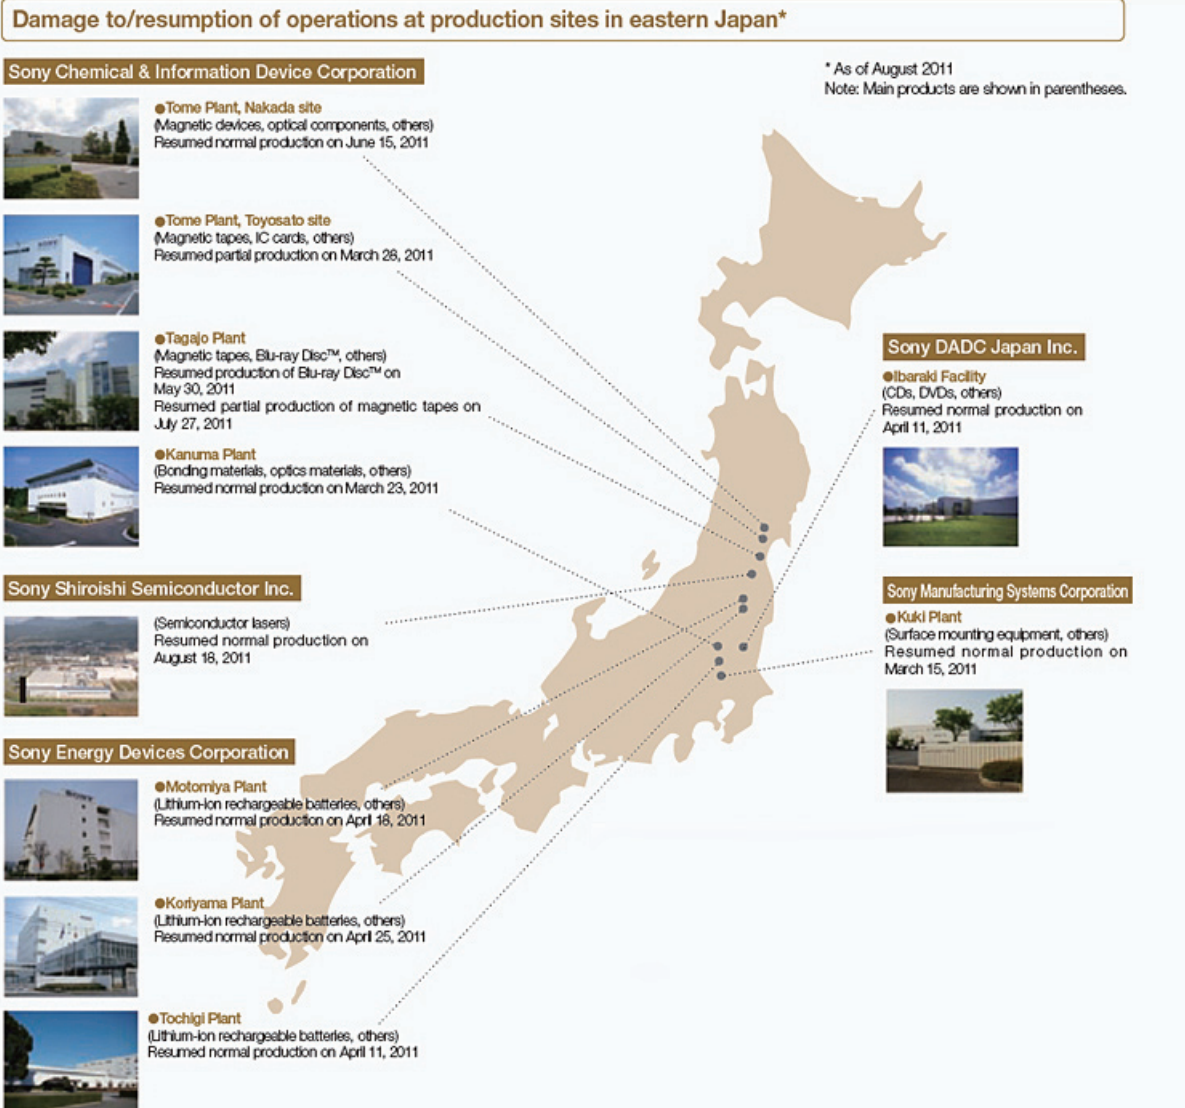 Damage to/resumption of operations at production sites in eastern Japan*
* As of August 2011
Note: Main products are shown in parentheses.
Sony Chemical & Information Device Corporation
●Tome Plant, Nakada site
(Magnetic devices, optical components, others)
Resumed normal production on June 15, 2011
●Tome Plant, Toyosato site
(Magnetic tapes, IC cards, others)
Resumed partial production on March 28, 2011
●Tagajo Plant
(Magnetic tapes, Blu-ray Disc™, others)
Resumed production of Blu-ray Disc™ on
May 30, 2011
Resumed partial production of magnetic tapes on
July 27, 2011
●Kanuma Plant
(Bonding materials, optics materials, others)
Resumed normal production on March 23, 2011
Sony Shiroishi Semiconductor Inc.
(Semiconductor lasers)
Resumed normal production on
August 18, 2011
Sony Energy Devices Corporation
●Motomiya Plant
(Lithium-ion rechargeable batteries, others)
Resumed normal production on April 18, 2011
●Koriyama Plant
(Lithium-ion rechargeable batteries, others)
Resumed normal production on April 25, 2011
●Tochigi Plant
(Lithium-ion rechargeable batteries, others)
Resumed normal production on April 11, 2011
Sony DADC Japan Inc.
●Ibaraki Facility
(CDs, DVDs, others)
Resumed normal production on
April 11, 2011
Sony Manufacturing Systems Corporation
●Kuki Plant
(Surface mounting equipment, others)
Resumed normal production on
March 15, 2011
SONY